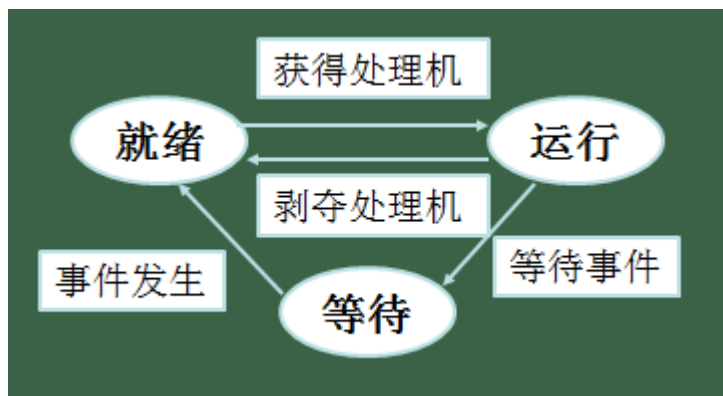 获得处理机
就绪
运行
剥夺处理机
事件发生
等待事件
等待